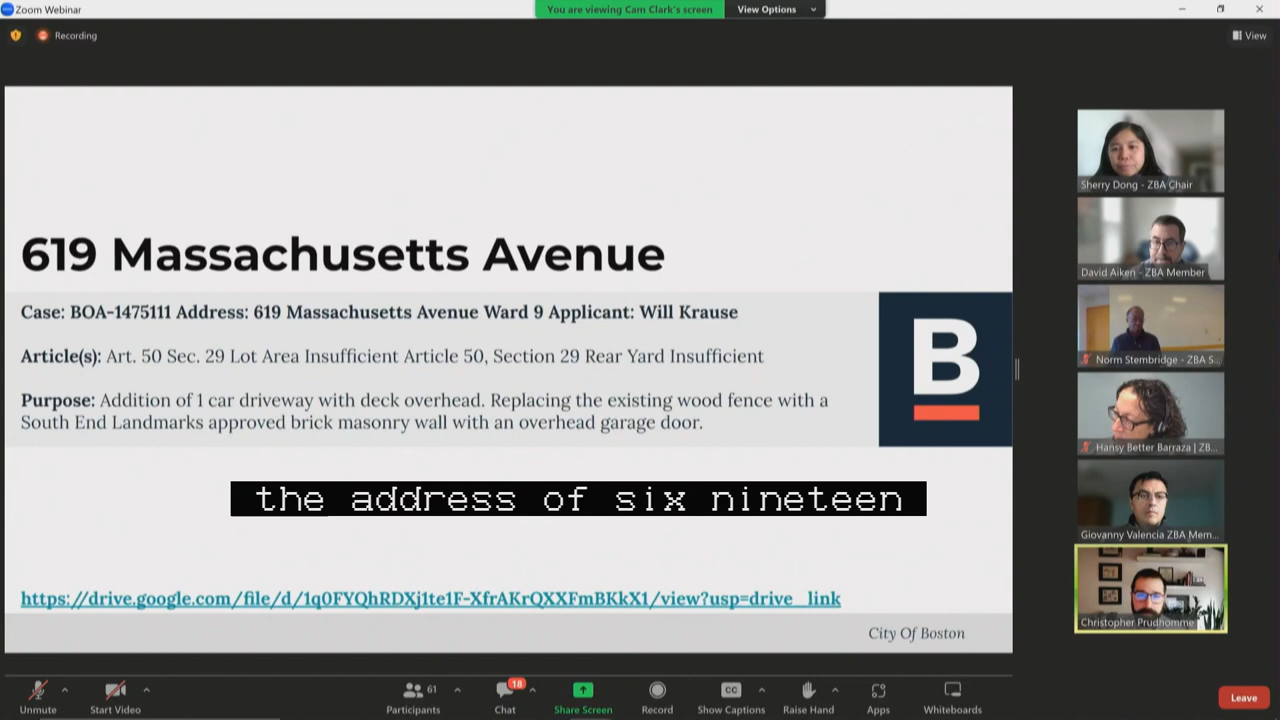 Zoom Webinar
You are viewing Cam Clark's screen
View Options
Recording
View
619 Massachusetts Avenue
Case: BOA-1475111 Address: 619 Massachusetts Avenue Ward 9 Applicant: Will Krause
Article(s): Art. 50 Sec. 29 Lot Area Insufficient Article 50, Section 29 Rear Yard Insufficient
Purpose: Addition of 1 car driveway with deck overhead. Replacing the existing wood fence with a
South End Landmarks approved brick masonry wall with an overhead garage door.
B
the address of six nineteen
https://drive.google.com/file/d/1q0FYQhRDXj1te1F-XfrAKrQXXFmBKkX1/view?usp=drive_link
City Of Boston
Sherry Dong - ZBA Chair
David Aiken - ZBA Member
Norm Stembridge - ZBA S...
Hansy Better Barraza | ZB...
Giovanny Valencia ZBA Mem...
Christopher Prudhomme
Unmute
Start Video
Participants
61
Chat
18
Share Screen
Record
CC
Show Captions
Raise Hand
Apps
Whiteboards
Leave